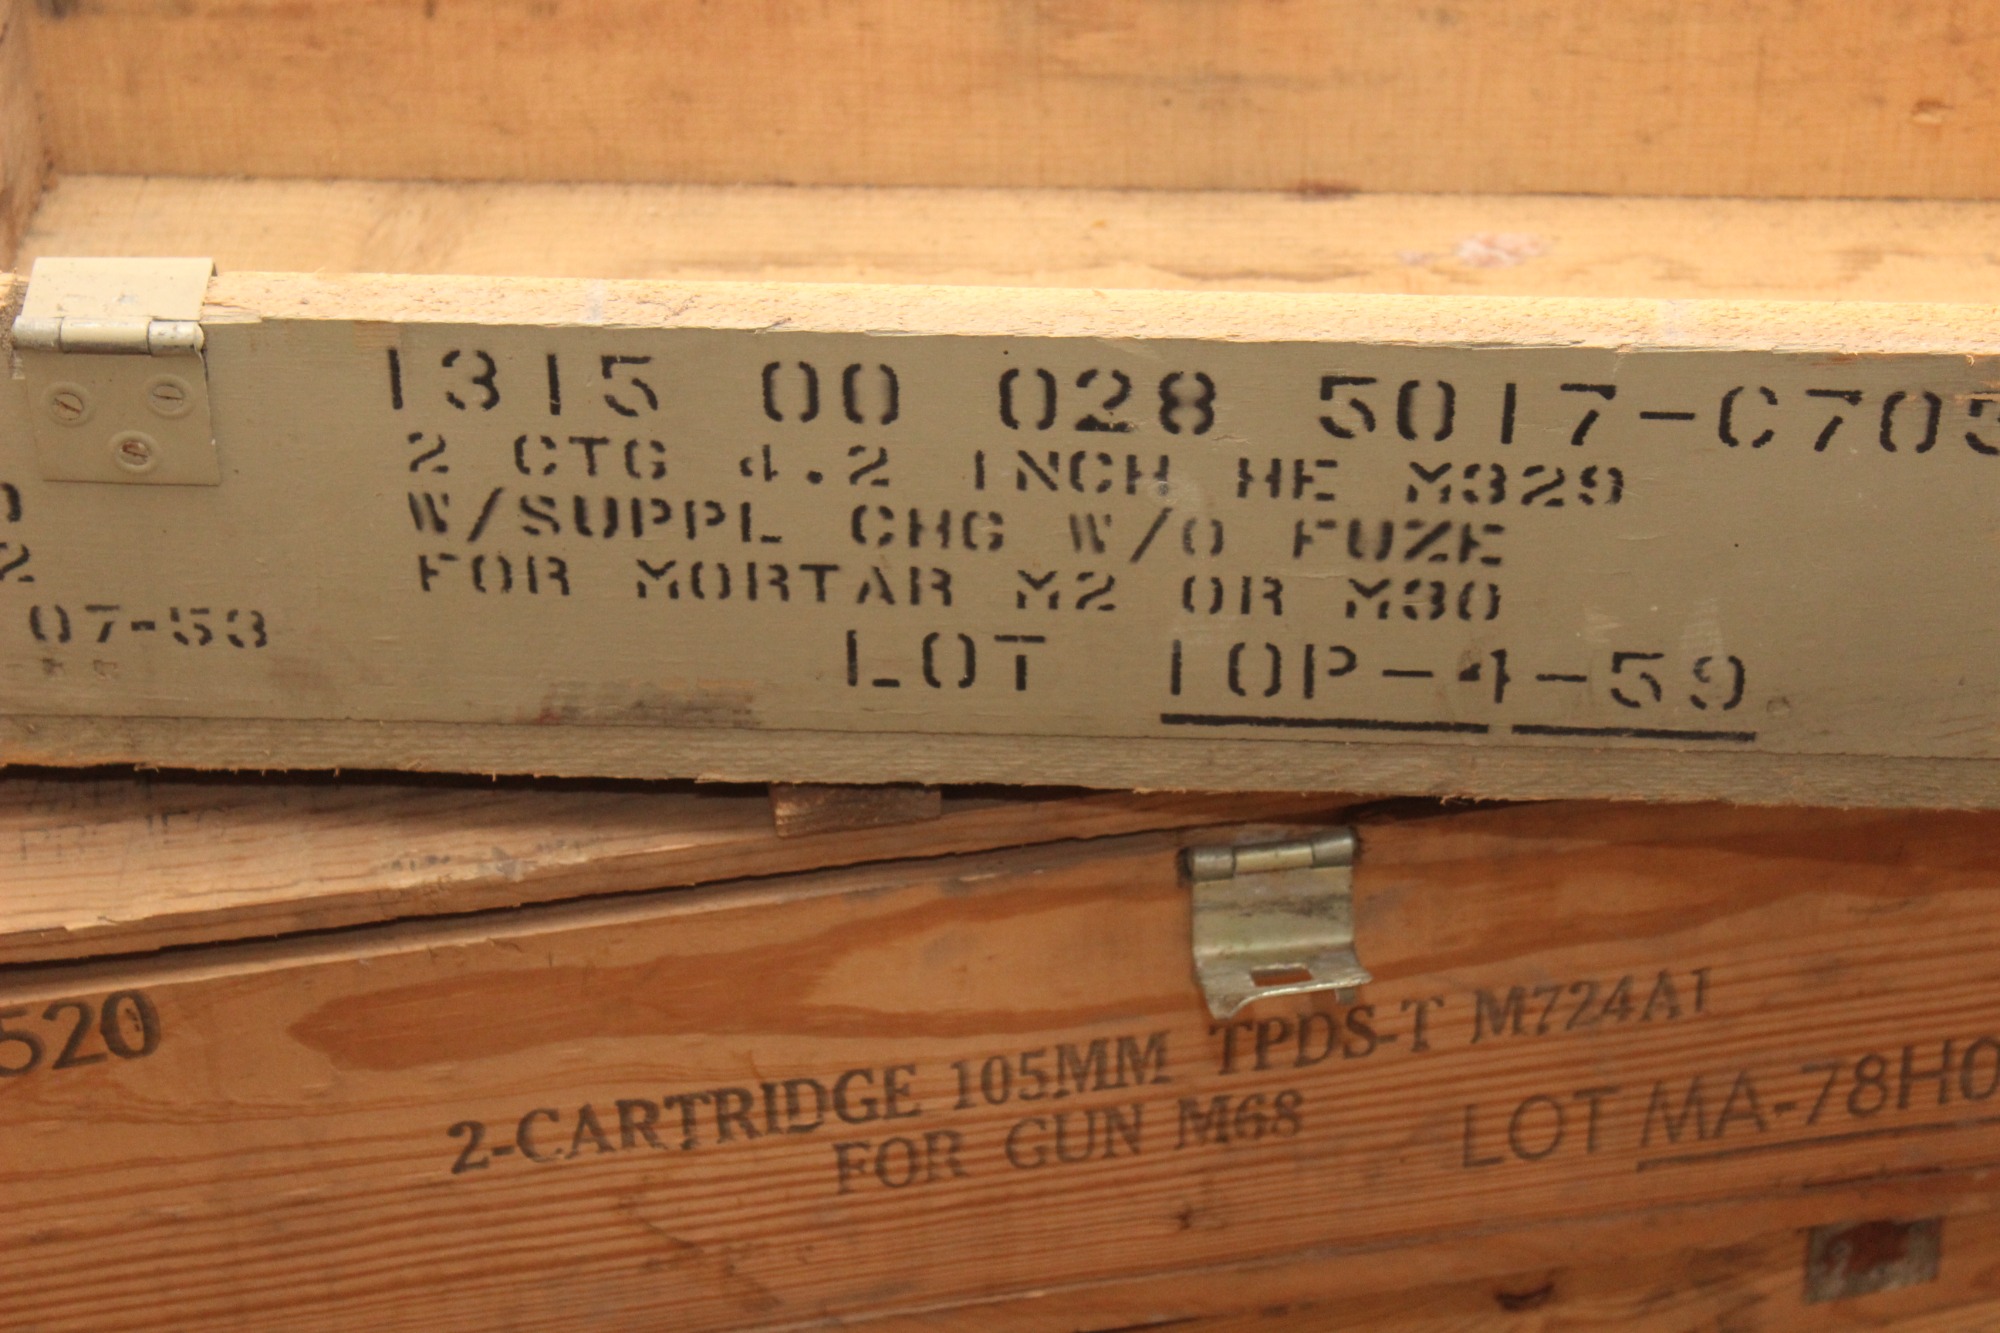 1315 00 028 5017-C705
2 CTG 4.2 INCH HE M329
W/SUPPL CHG W/O FUZE
FOR MORTAR M2 OR M30
07-53
LOT IOP-4-59
520
2-CARTRIDGE 105MM TPDS-T M724A1
FOR GUN M68
LOT MA-78H0